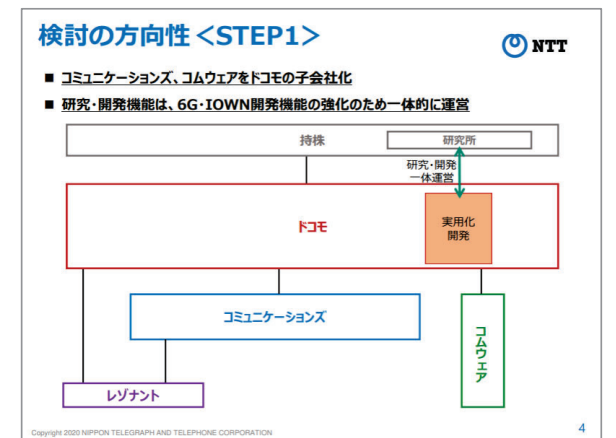 検討の方向性＜STEP1＞
NTT
■ コミュニケーションズ、コムウェアをドコモの子会社化
■ 研究・開発機能は、6G・IOWN開発機能の強化のため一体的に運営
持株
研究所
研究・開発
一体運営
ドコモ
実用化
開発
コミュニケーションズ
コムウェア
レゾナント
Copyright 2020 NIPPON TELEGRAPH AND TELEPHONE CORPORATION
4